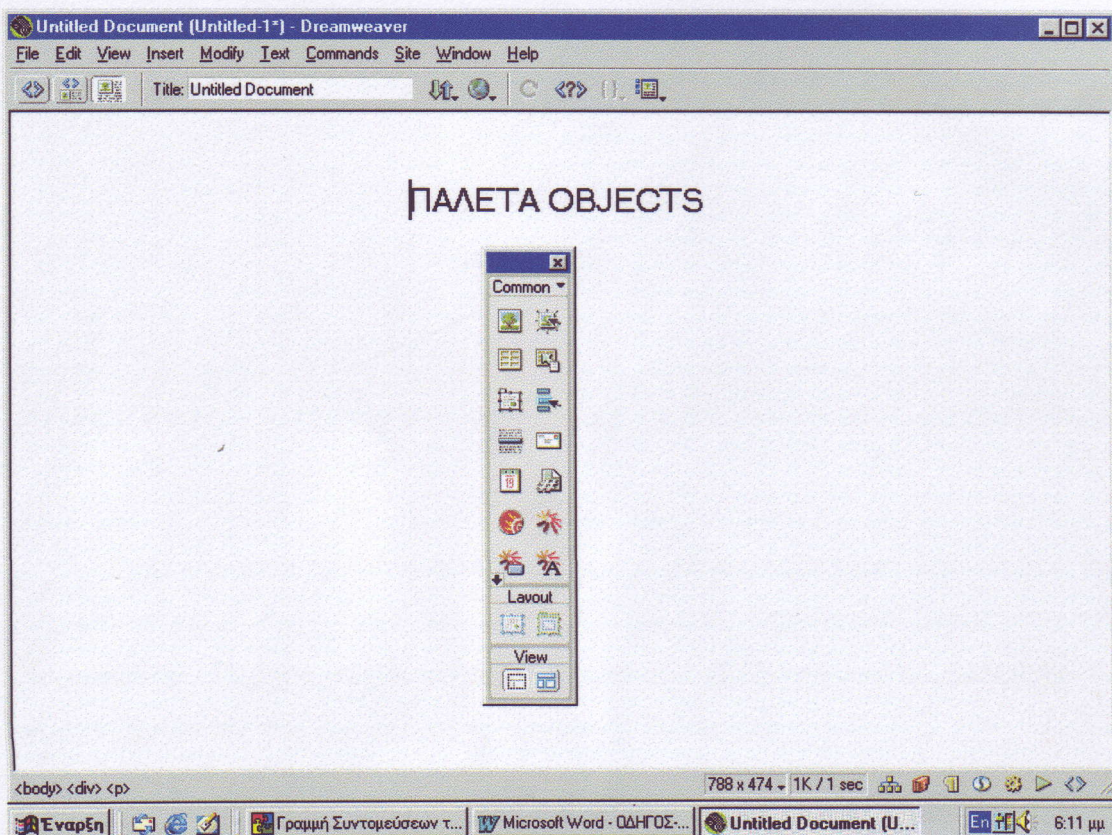 Untitled Document (Untitled-1*) - Dreamweaver
File Edit View Insert Modify Text Commands Site Window Help
Title: Untitled Document
ΠΑΛΕΤΑ OBJECTS
Common
19
A
Layout
View
<body> <div> <p>
788 x 474 1K / 1 sec
Έναρξη Γραμμή Συντομεύσεων τ... Microsoft Word - ΟΔΗΓΟΣ-... Untitled Document (U... En 6:11 μμ